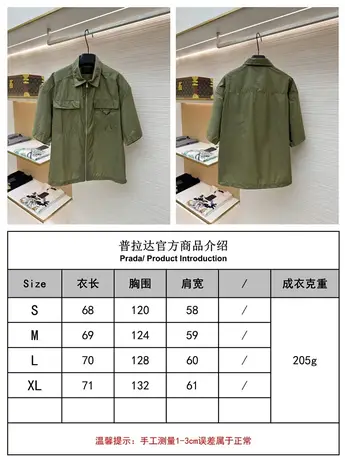 普拉达官方商品介绍
Prada/ Product Introduction
Size 衣长 胸围 肩宽 / 成衣克重
S 68 120 58 /
M 69 124 59 /
L 70 128 60 / 205g
XL 71 132 61 /
/
温馨提示：手工测量1-3cm误差属于正常